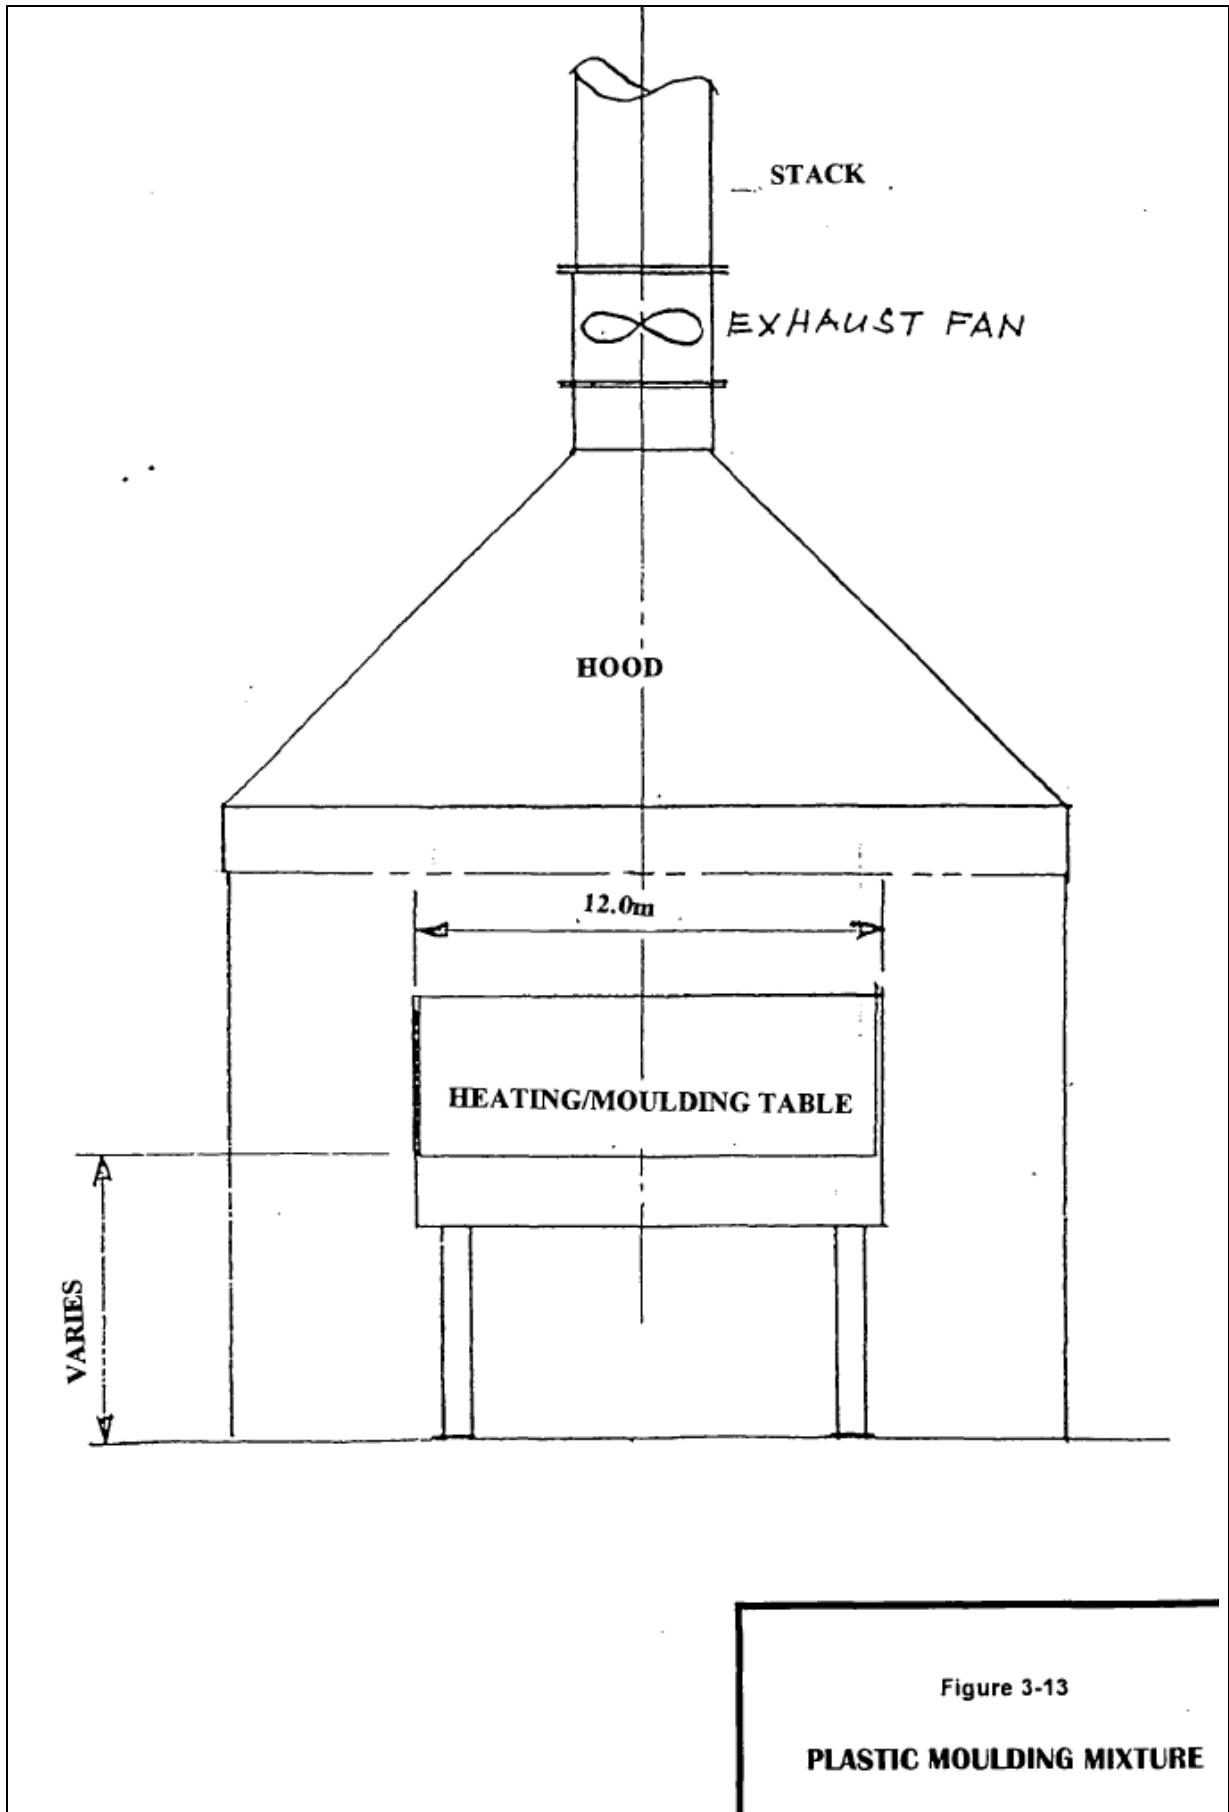 STACK
EXHAUST FAN
HOOD
12.0m
HEATING/MOULDING TABLE
VARIES
Figure 3-13
PLASTIC MOULDING MIXTURE